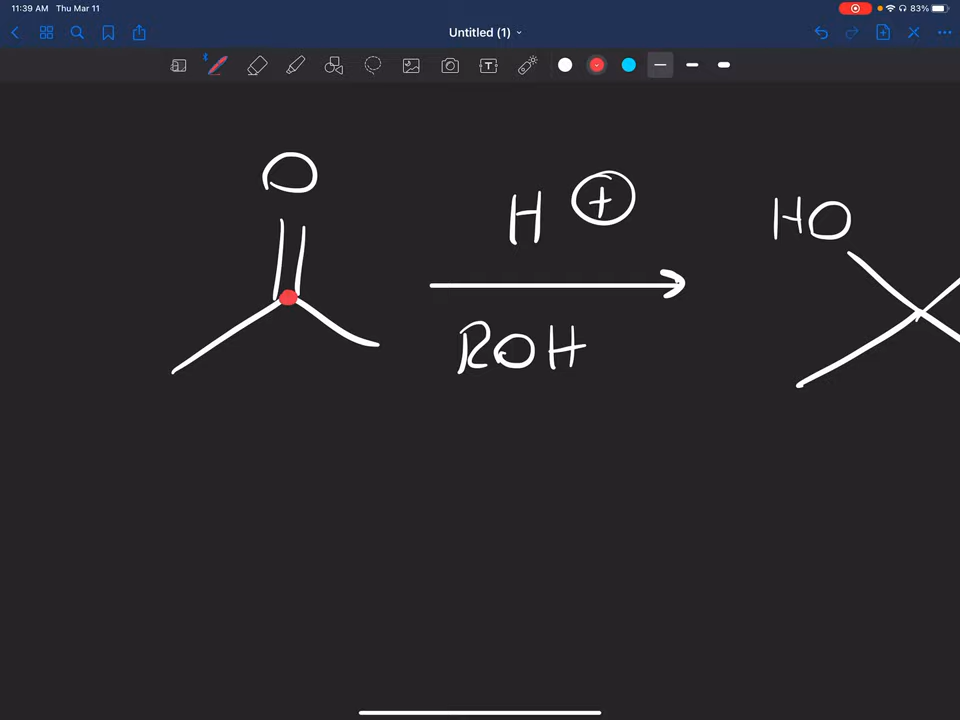 11:39 AM Thu Mar 11
83%
Untitled (1)
T
O
H +
HO
ROH